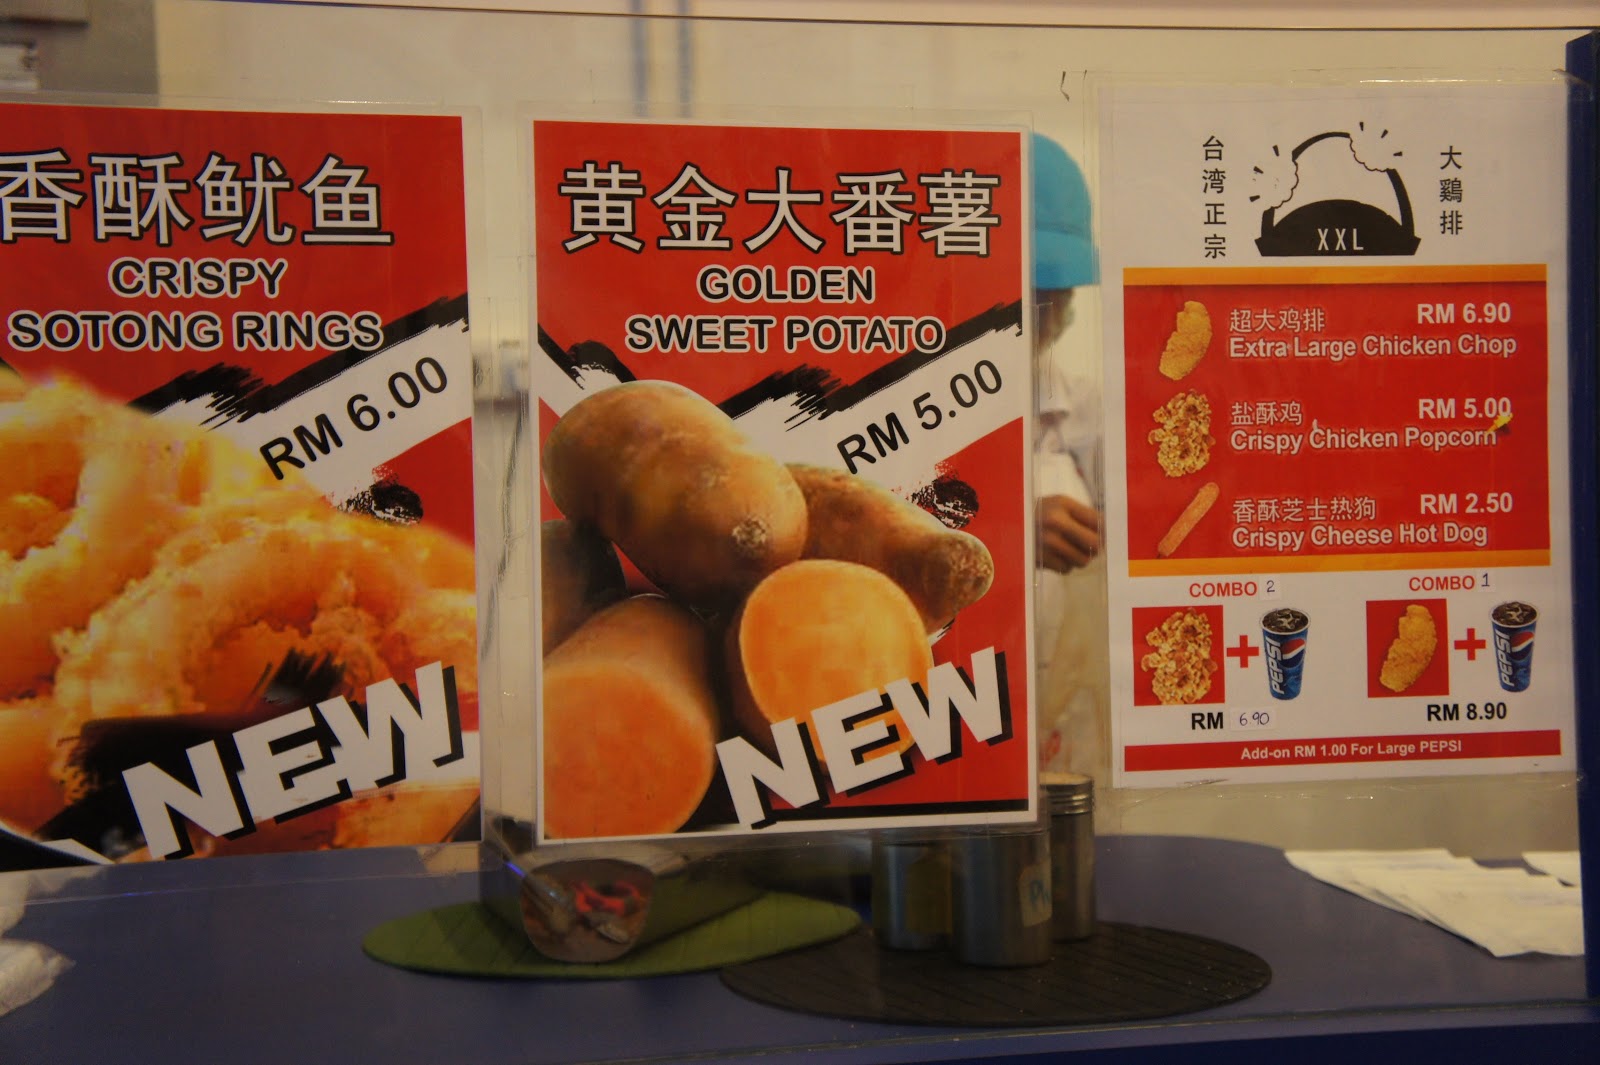 香酥鱿鱼
CRISPY
SOTONG RINGS
RM 6.00
NEW
黄金大番薯
GOLDEN
SWEET POTATO
RM 5.00
NEW
台湾正宗
大鷄排
XXL
超大鸡排 RM 6.90
Extra Large Chicken Chop
盐酥鸡 RM 5.00
Crispy Chicken Popcorn
香酥芝士热狗 RM 2.50
Crispy Cheese Hot Dog
COMBO 2
PEPSI
RM 6.90
COMBO 1
PEPSI
RM 8.90
Add-on RM 1.00 For Large PEPSI